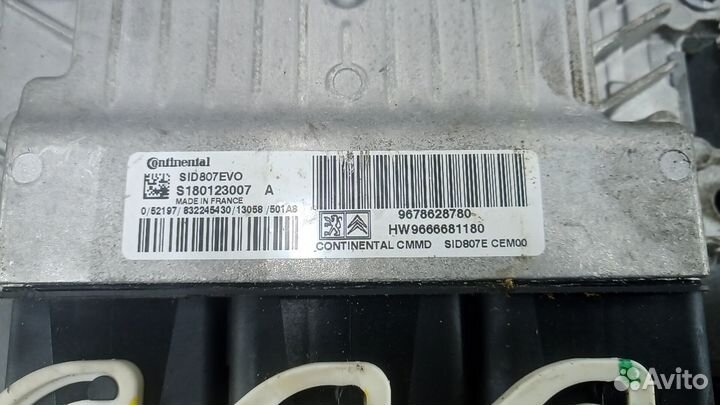 Continental
SID807EVO
S180123007 A
MADE IN FRANCE
0/52197/832245430/13058/501A8
9678628780
HW9666681180
CONTINENTAL CMMD SID807E CEM00
Avito